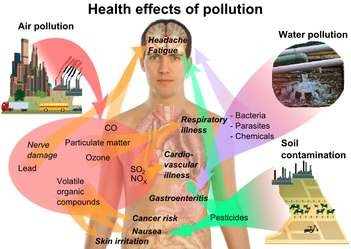 Health effects of pollution
Air pollution
Water pollution
Headache
Fatigue
CO
Particulate matter
Ozone
Nerve
damage
Lead
Volatile
organic
compounds
SO₂
NOₓ
Respiratory
illness
- Bacteria
- Parasites
- Chemicals
Cardio-
vascular
illness
Soil
contamination
Gastroenteritis
Pesticides
Cancer risk
Nausea
Skin irritation